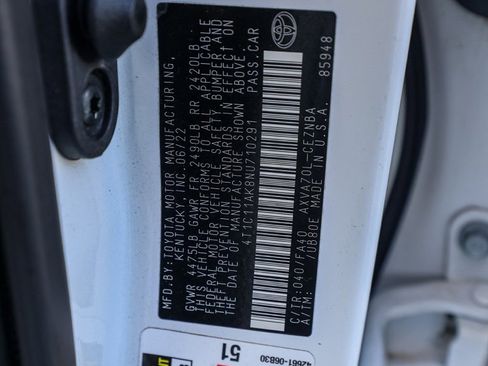 MFD.BY:TOYOTA MOTOR MANUFACTURING,
KENTUCKY, INC. 06/22
GVWR 4475LB GAWR FR 2490LB RR 2420LB
THIS VEHICLE CONFORMS TO ALL APPLICABLE
FEDERAL MOTOR VEHICLE SAFETY, BUMPER, AND
THEFT PREVENTION STANDARDS IN EFFECT ON
THE DATE OF MANUFACTURE SHOWN ABOVE.
4T1C11AK8NU710291 PASS.CAR
C/TR:040/FA40 AXVA70L-CEZNBA
A/TM: /UB80E MADE IN U.S.A.
85948
TOYOTA
51
42661-06B30